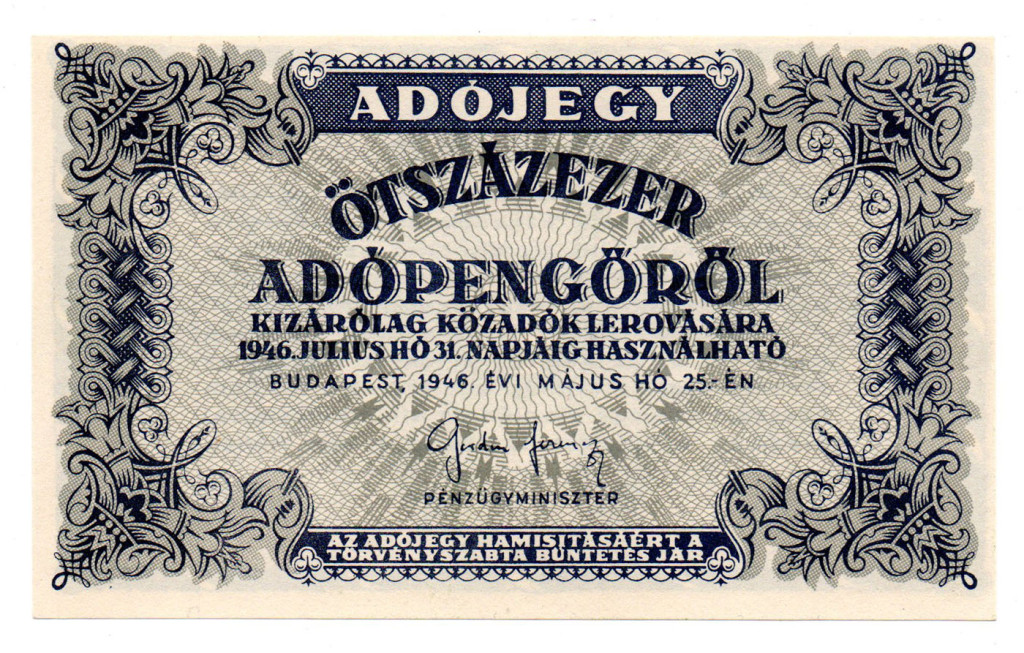 ADÓJEGY
ÖTSZÁZEZER
ADÓPENGŐRŐL
KIZÁRÓLAG KÖZADÓK LEROVÁSÁRA
1946. JULIUS HÓ 31. NAPJÁIG HASZNÁLHATÓ
BUDAPEST, 1946. ÉVI MÁJUS HÓ 25.-ÉN
PÉNZÜGYMINISZTER
AZ ADÓJEGY HAMISITÁSÁÉRT A
TÖRVÉNYSZABTA BÜNTETÉS JÁR